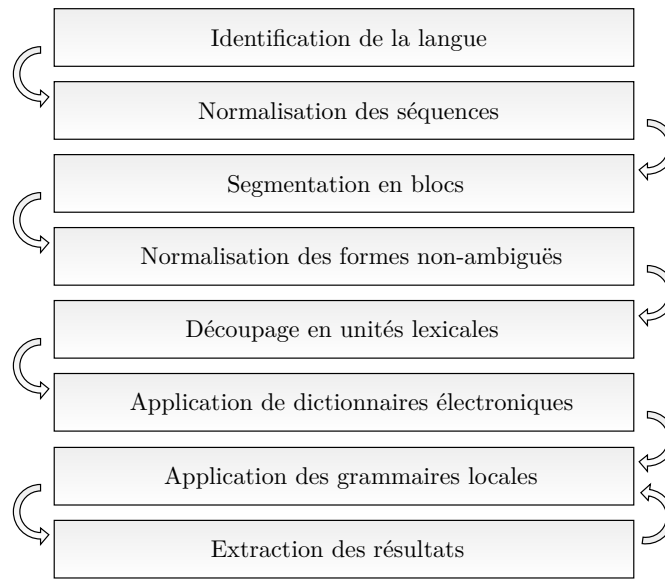 Identification de la langue
Normalisation des séquences
Segmentation en blocs
Normalisation des formes non-ambiguës
Découpage en unités lexicales
Application de dictionnaires électroniques
Application des grammaires locales
Extraction des résultats